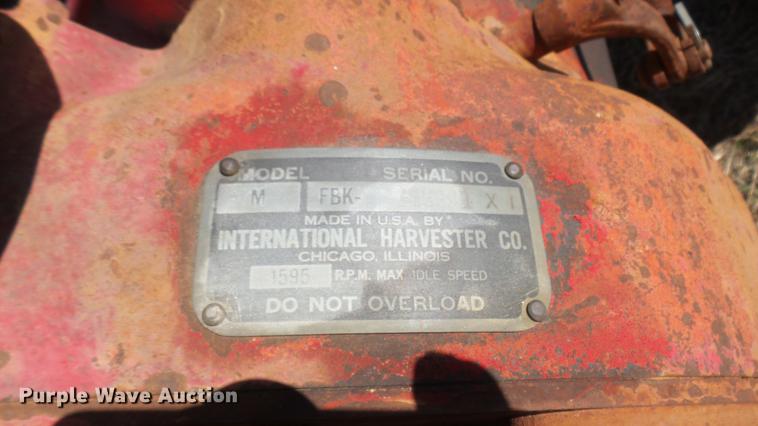 MODEL SERIAL NO.
M FBK- X1
MADE IN U.S.A. BY
INTERNATIONAL HARVESTER CO.
CHICAGO, ILLINOIS
1595 R.P.M. MAX IDLE SPEED
DO NOT OVERLOAD
Purple Wave Auction